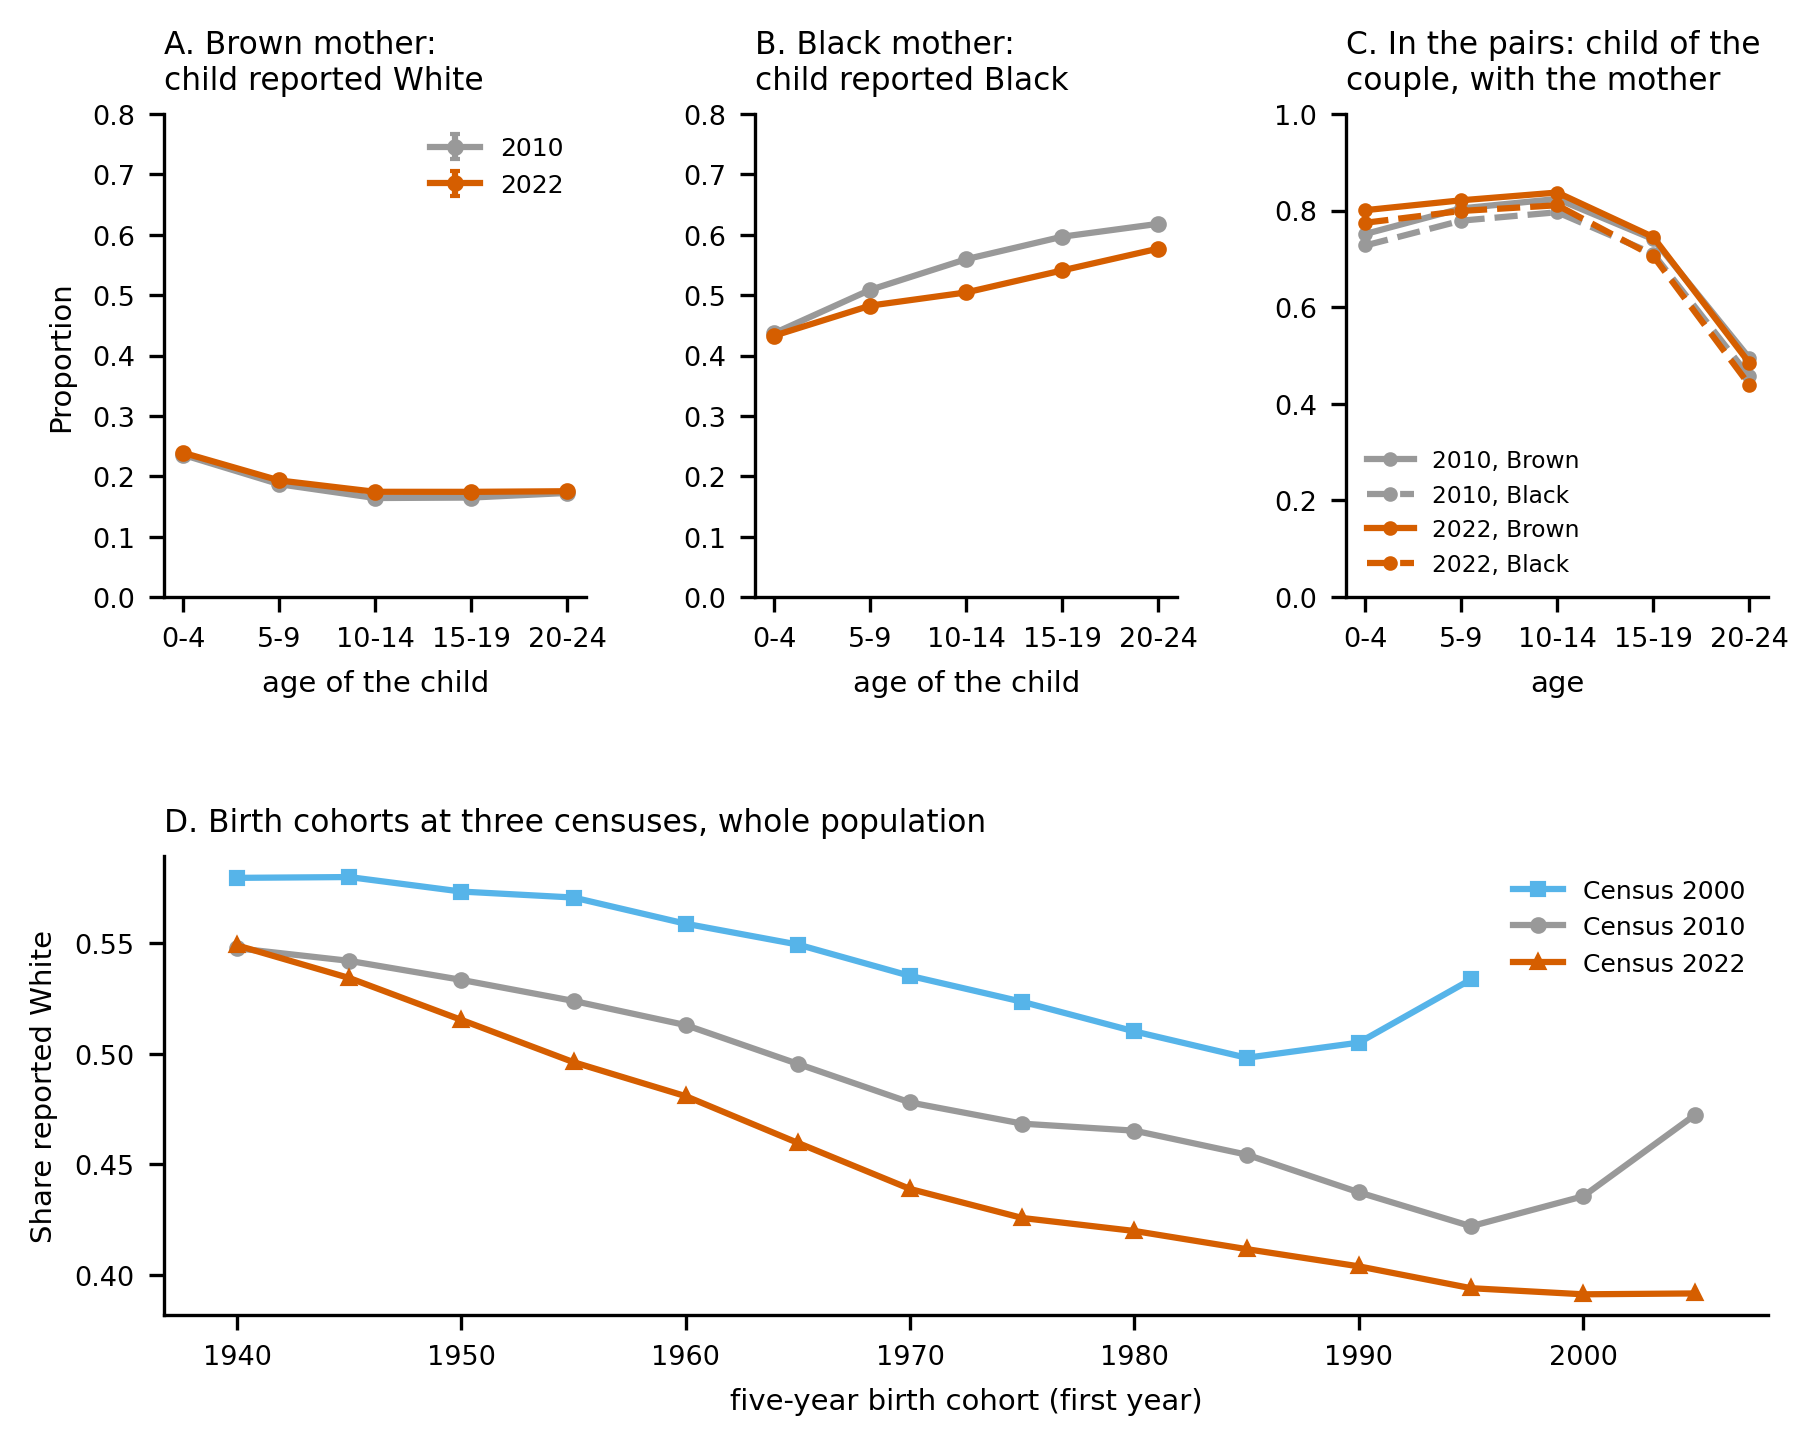 A. Brown mother:
child reported White
0.8
0.7
0.6
0.5
0.4
0.3
0.2
0.1
0.0
Proportion
2010
2022
0-4 5-9 10-14 15-19 20-24
age of the child
B. Black mother:
child reported Black
0.8
0.7
0.6
0.5
0.4
0.3
0.2
0.1
0.0
0-4 5-9 10-14 15-19 20-24
age of the child
C. In the pairs: child of the
couple, with the mother
1.0
0.8
0.6
0.4
0.2
0.0
2010, Brown
2010, Black
2022, Brown
2022, Black
0-4 5-9 10-14 15-19 20-24
age
D. Birth cohorts at three censuses, whole population
0.55
0.50
0.45
0.40
Share reported White
Census 2000
Census 2010
Census 2022
1940 1950 1960 1970 1980 1990 2000
five-year birth cohort (first year)